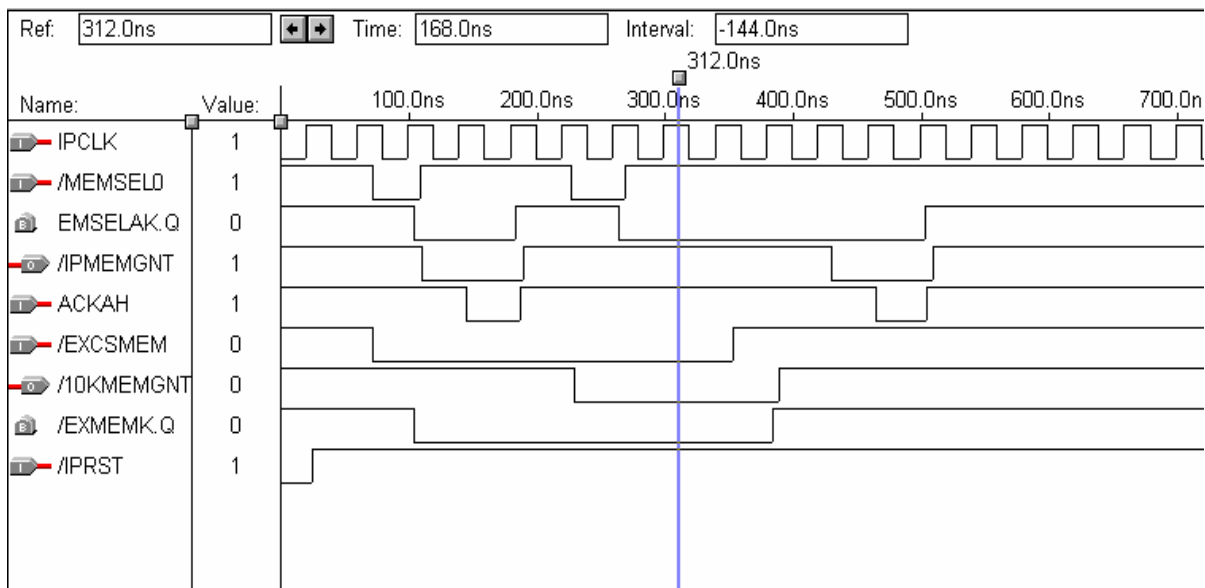 Ref: 312.0ns Time: 168.0ns Interval: -144.0ns
312.0ns
Name: Value: 100.0ns 200.0ns 300.0ns 400.0ns 500.0ns 600.0ns 700.0n
IPCLK 1
/MEMSEL0 1
EMSELAK.Q 0
/IPMEMGNT 1
ACKAH 1
/EXCSMEM 0
/10KMEMGNT 0
/EXMEMK.Q 0
/IPRST 1